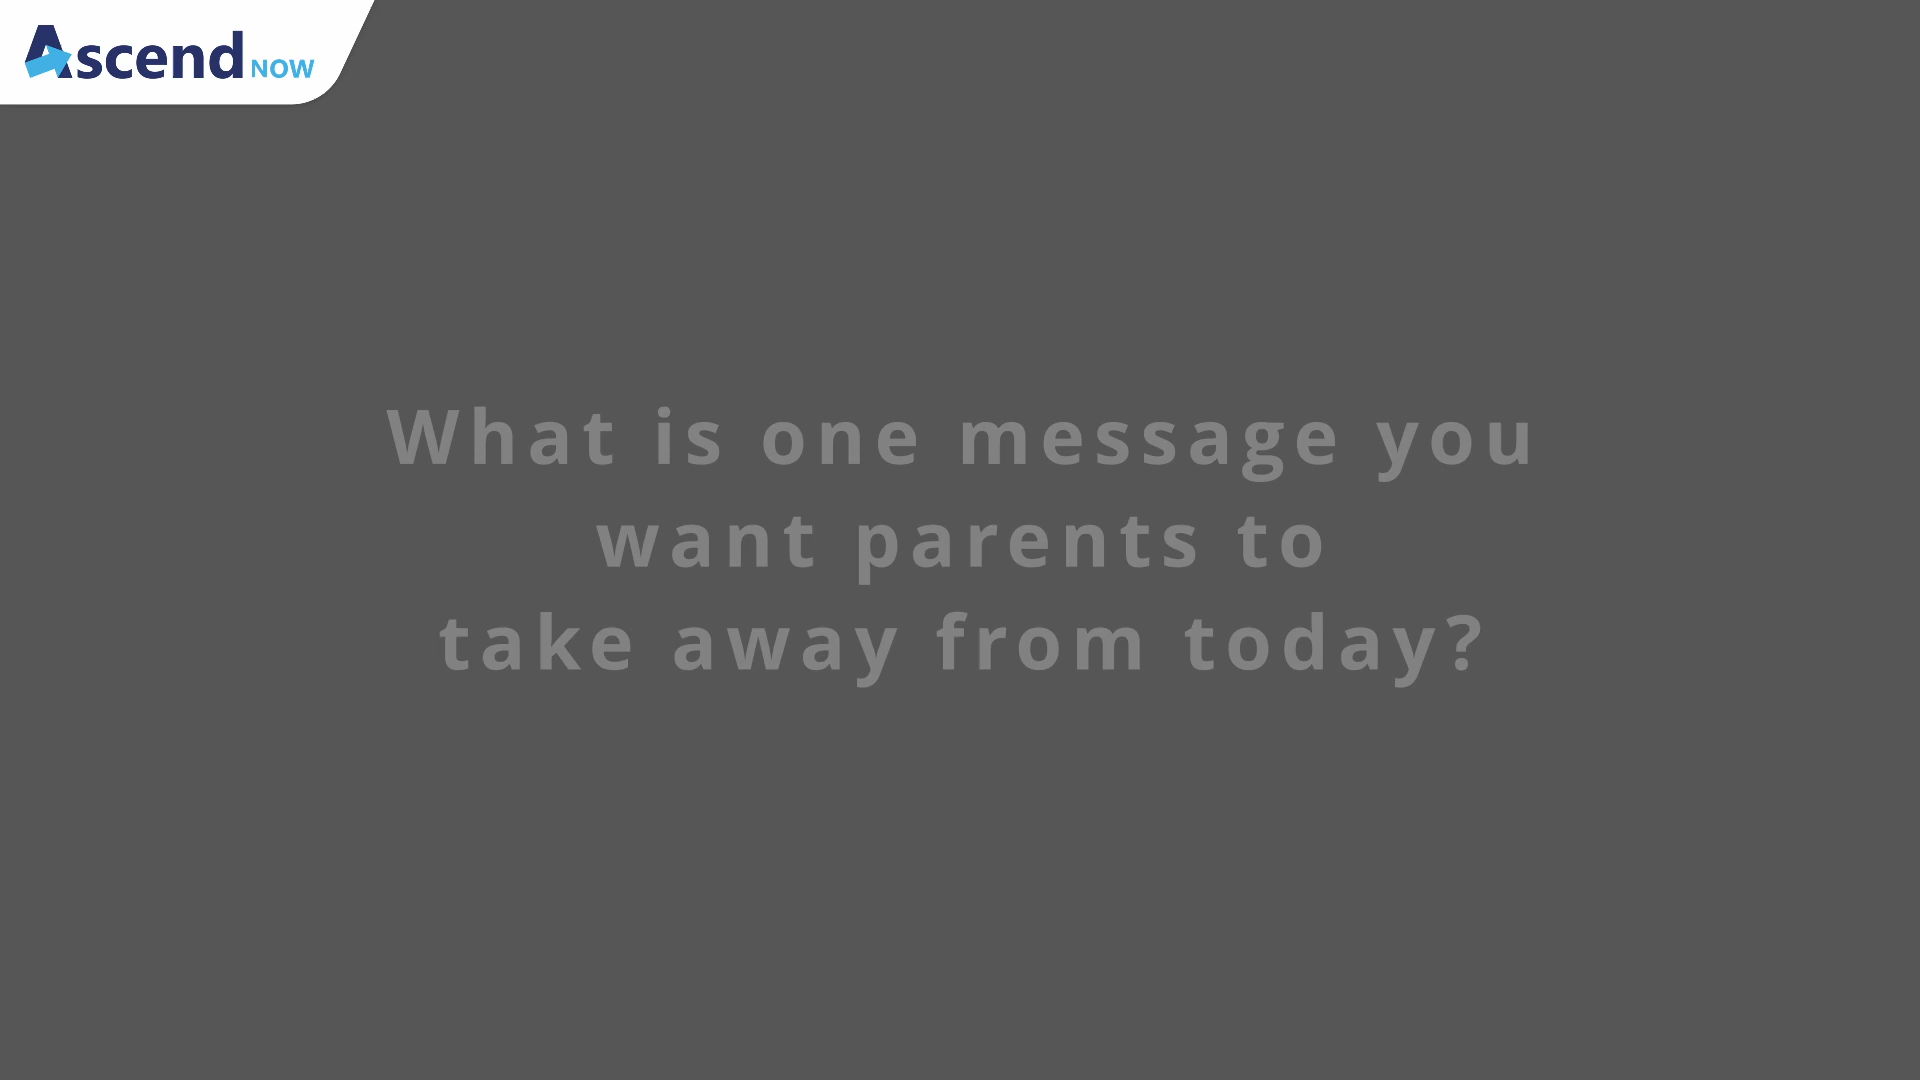 Ascend NOW
What is one message you
want parents to
take away from today?